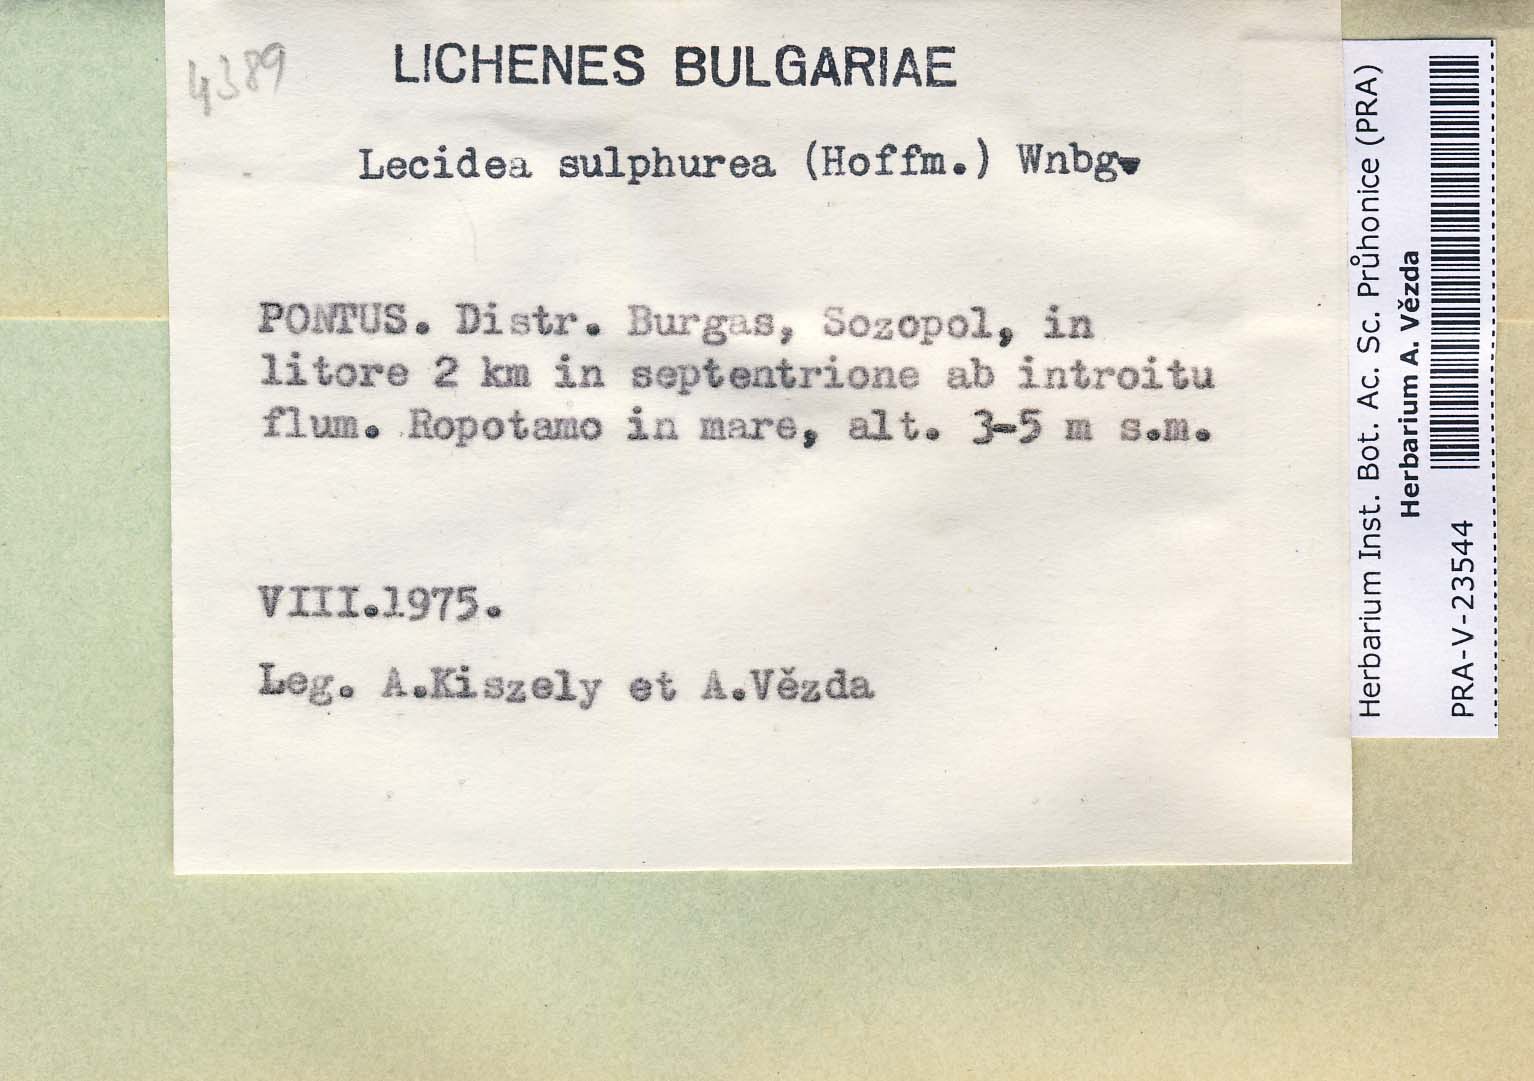 4389
LICHENES BULGARIAE
Lecidea sulphurea (Hoffm.) Wnbg.
PONTUS. Distr. Burgas, Sozopol, in
litore 2 km in septentrione ab introitu
flum. Ropotamo in mare, alt. 3-5 m s.m.
VIII.1975.
Leg. A.Kiszely et A.Vězda
Herbarium Inst. Bot. Ac. Sc. Průhonice (PRA)
Herbarium A. Vězda
PRA-V-23544